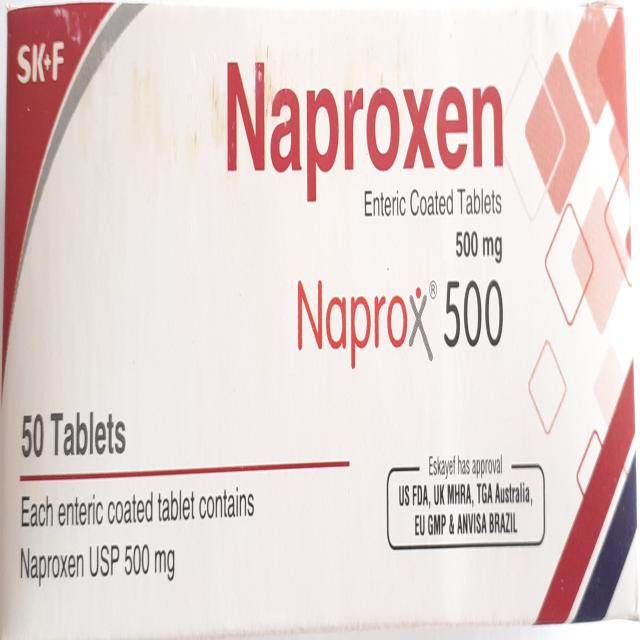 SK+F
Naproxen
Enteric Coated Tablets
500 mg
Naprox® 500
50 Tablets
Each enteric coated tablet contains
Naproxen USP 500 mg
Eskayef has approval
US FDA, UK MHRA, TGA Australia,
EU GMP & ANVISA BRAZIL